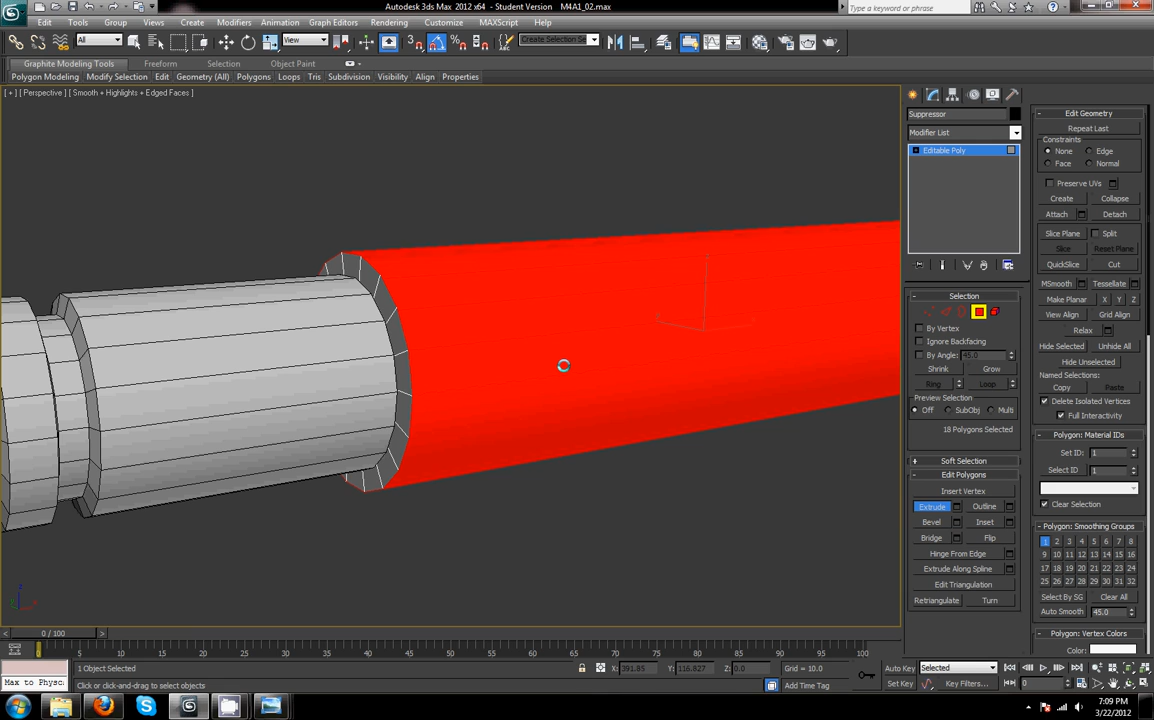 Autodesk 3ds Max 2012 x64 - Student Version M4A1_02.max
Type a keyword or phrase
Edit Tools Group Views Create Modifiers Animation Graph Editors Rendering Customize MAXScript Help
All View Create Selection Se
Graphite Modeling Tools Freeform Selection Object Paint
Polygon Modeling Modify Selection Edit Geometry (All) Polygons Loops Tris Subdivision Visibility Align Properties
[ + ] [ Perspective ] [ Smooth + Highlights + Edged Faces ]
Suppressor
Modifier List
Editable Poly
Selection
By Vertex
Ignore Backfacing
By Angle: 45.0
Shrink Grow
Ring Loop
Preview Selection
Off SubObj Multi
18 Polygons Selected
Soft Selection
Edit Polygons
Insert Vertex
Extrude Outline
Bevel Inset
Bridge Flip
Hinge From Edge
Extrude Along Spline
Edit Triangulation
Retriangulate Turn
Edit Geometry
Repeat Last
Constraints
None Edge
Face Normal
Preserve UVs
Create Collapse
Attach Detach
Slice Plane Split
Slice Reset Plane
QuickSlice Cut
MSmooth Tessellate
Make Planar X Y Z
View Align Grid Align
Relax
Hide Selected Unhide All
Hide Unselected
Named Selections:
Copy Paste
Delete Isolated Vertices
Full Interactivity
Polygon: Material IDs
Set ID: 1
Select ID 1
Clear Selection
Polygon: Smoothing Groups
1 2 3 4 5 6 7 8
9 10 11 12 13 14 15 16
17 18 19 20 21 22 23 24
25 26 27 28 29 30 31 32
Select By SG Clear All
Auto Smooth 45.0
Polygon: Vertex Colors
Color:
0 / 100
0 5 10 15 20 25 30 35 40 45 50 55 60 65 70 75 80 85 90 95 100
1 Object Selected X: 391.85 Y: 116.827 Z: 0.0 Grid = 10.0 Auto Key Selected
Max to Physc. Click or click-and-drag to select objects Add Time Tag Set Key Key Filters... 0
7:09 PM
3/22/2012